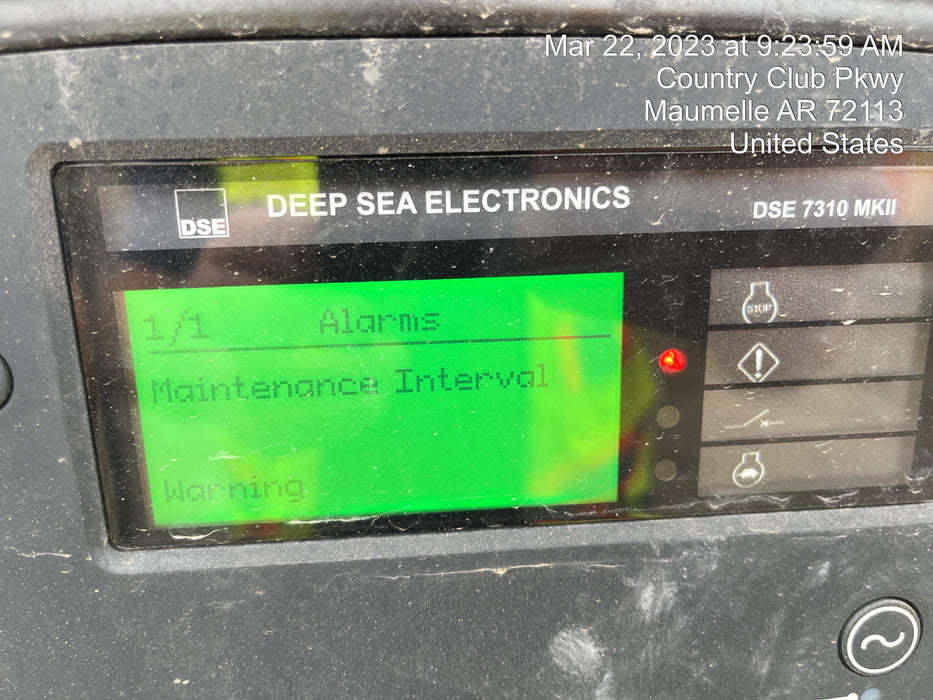 Mar 22, 2023 at 9:23:59 AM
Country Club Pkwy
Maumelle AR 72113
United States
DSE
DEEP SEA ELECTRONICS
DSE 7310 MKII
1/1 Alarms
Maintenance Interval
Warning
STOP
!